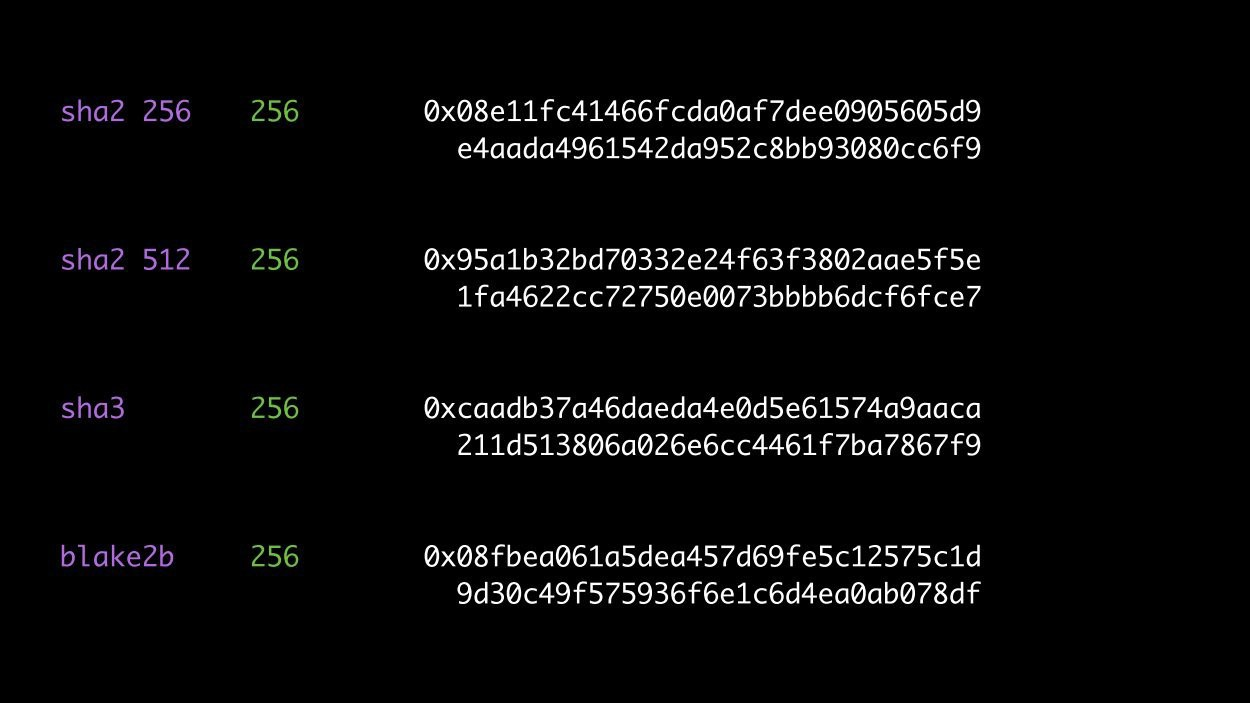 sha2 256 256 0x08e11fc41466fcda0af7dee0905605d9
e4aada4961542da952c8bb93080cc6f9
sha2 512 256 0x95a1b32bd70332e24f63f3802aae5f5e
1fa4622cc72750e0073bbbb6dcf6fce7
sha3 256 0xcaadb37a46daeda4e0d5e61574a9aaca
211d513806a026e6cc4461f7ba7867f9
blake2b 256 0x08fbea061a5dea457d69fe5c12575c1d
9d30c49f575936f6e1c6d4ea0ab078df